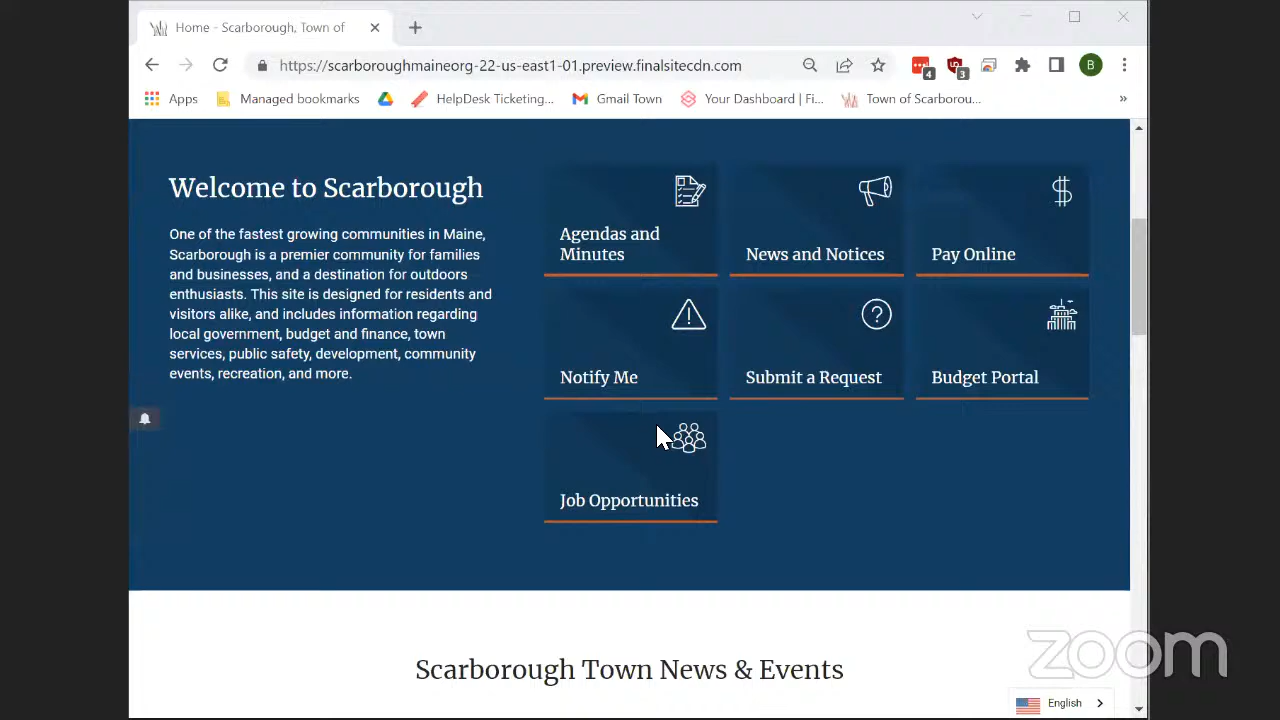 Home - Scarborough, Town of
https://scarboroughmaineorg-22-us-east1-01.preview.finalsitecdn.com
4
3
B
Apps
Managed bookmarks
HelpDesk Ticketing...
Gmail Town
Your Dashboard | Fi...
Town of Scarborou...
»
Welcome to Scarborough
One of the fastest growing communities in Maine,
Scarborough is a premier community for families
and businesses, and a destination for outdoors
enthusiasts. This site is designed for residents and
visitors alike, and includes information regarding
local government, budget and finance, town
services, public safety, development, community
events, recreation, and more.
Agendas and
Minutes
News and Notices
$
Pay Online
Notify Me
?
Submit a Request
Budget Portal
Job Opportunities
Scarborough Town News & Events
zoom
English